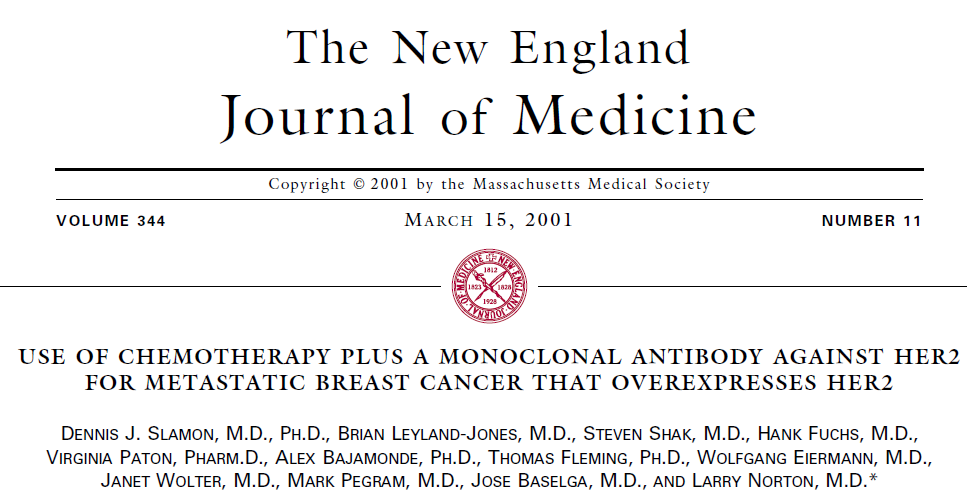 The New England
Journal of Medicine
Copyright © 2001 by the Massachusetts Medical Society
VOLUME 344
MARCH 15, 2001
NUMBER 11
NEW ENGLAND JOURNAL OF MEDICINE
1812
1823 1828
1928
USE OF CHEMOTHERAPY PLUS A MONOCLONAL ANTIBODY AGAINST HER2
FOR METASTATIC BREAST CANCER THAT OVEREXPRESSES HER2
DENNIS J. SLAMON, M.D., PH.D., BRIAN LEYLAND-JONES, M.D., STEVEN SHAK, M.D., HANK FUCHS, M.D.,
VIRGINIA PATON, PHARM.D., ALEX BAJAMONDE, PH.D., THOMAS FLEMING, PH.D., WOLFGANG EIERMANN, M.D.,
JANET WOLTER, M.D., MARK PEGRAM, M.D., JOSE BASELGA, M.D., AND LARRY NORTON, M.D.*